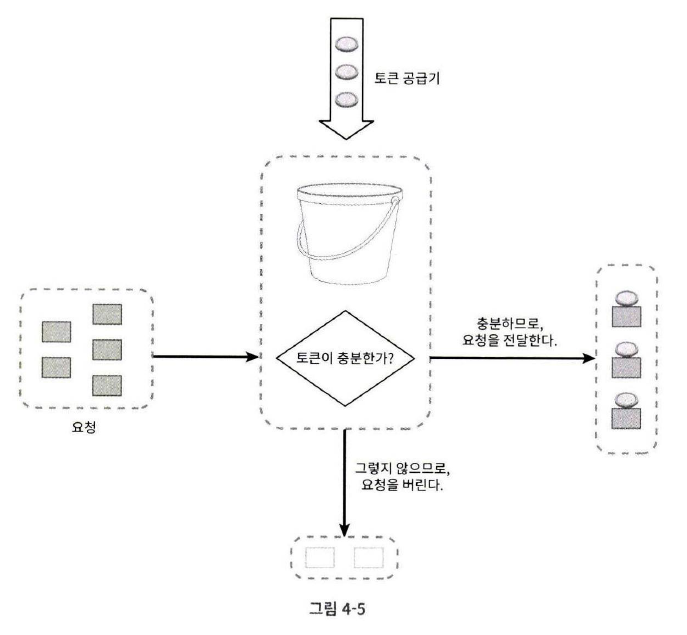 토큰 공급기
토큰이 충분한가?
충분하므로,
요청을 전달한다.
요청
그렇지 않으므로,
요청을 버린다.
그림 4-5